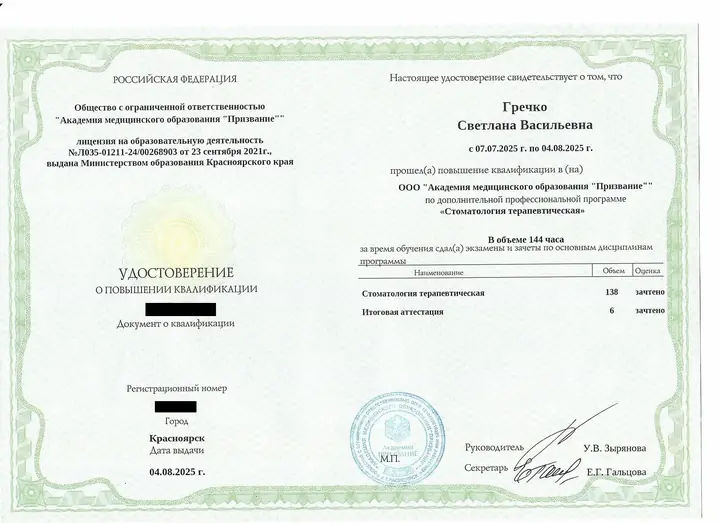 РОССИЙСКАЯ ФЕДЕРАЦИЯ
Общество с ограниченной ответственностью
"Академия медицинского образования "Призвание""
лицензия на образовательную деятельность
№Л035-01211-24/00268903 от 23 сентября 2021г.,
выдана Министерством образования Красноярского края
УДОСТОВЕРЕНИЕ
О ПОВЫШЕНИИ КВАЛИФИКАЦИИ
Документ о квалификации
Регистрационный номер
Город
Красноярск
Дата выдачи
04.08.2025 г.
Настоящее удостоверение свидетельствует о том, что
Гречко
Светлана Васильевна
с 07.07.2025 г. по 04.08.2025 г.
прошел(а) повышение квалификации в (на)
ООО "Академия медицинского образования "Призвание""
по дополнительной профессиональной программе
«Стоматология терапевтическая»
В объеме 144 часа
за время обучения сдал(а) экзамены и зачеты по основным дисциплинам
программы
Наименование Объем Оценка
Стоматология терапевтическая 138 зачтено
Итоговая аттестация 6 зачтено
Академия
ПРИЗВАНИЕ
М.П.
Руководитель У.В. Зырянова
Секретарь Е.Г. Гальцова